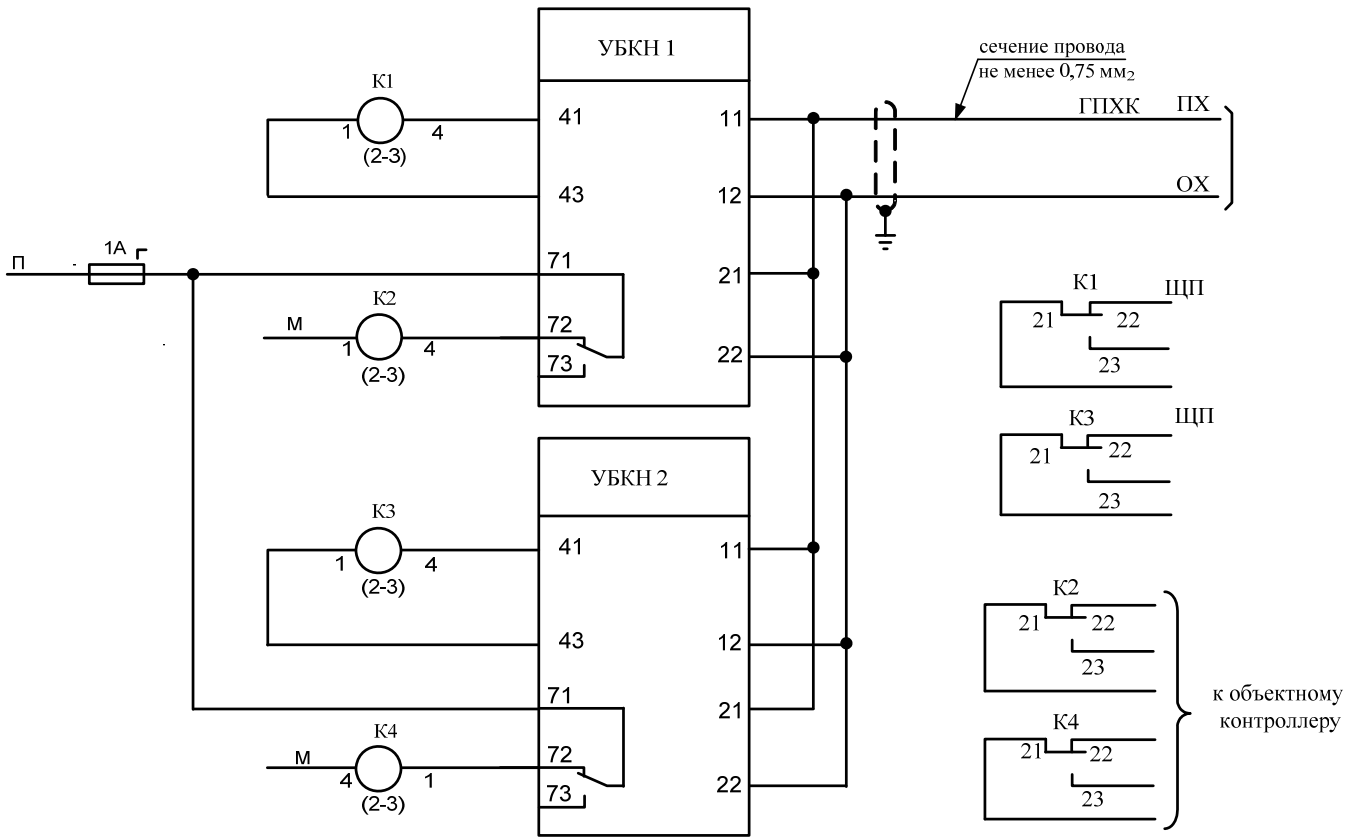 УБКН 1
сечение провода
не менее 0,75 мм2
К1
41
11
ГПХК
ПХ
1
4
(2-3)
43
12
ОХ
1А
П
71
21
К2
М
72
1
4
22
(2-3)
73
К1
ЩП
21
22
23
К3
ЩП
21
22
23
УБКН 2
К3
41
11
1
4
(2-3)
43
12
71
21
К4
М
72
4
1
22
(2-3)
73
К2
21
22
23
К4
21
22
23
к объектному
контроллеру